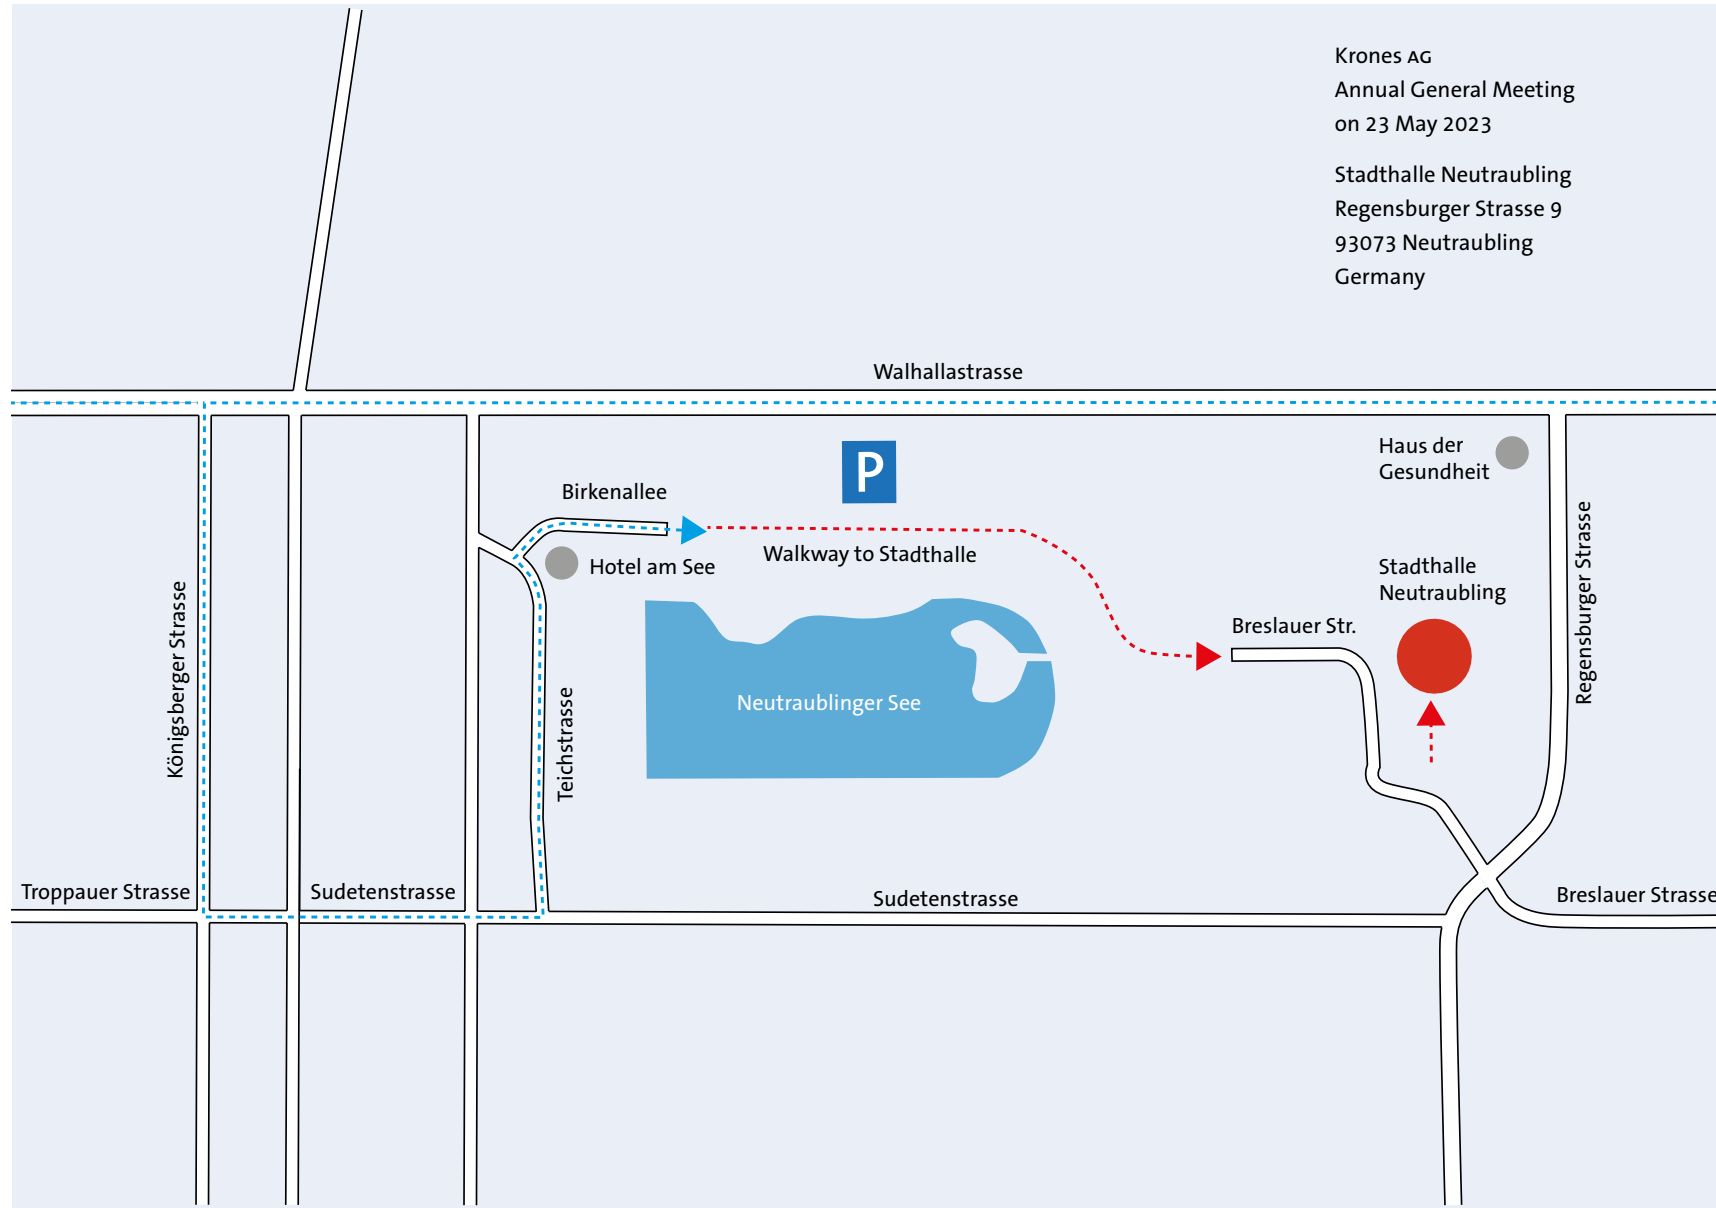 Krones AG
Annual General Meeting
on 23 May 2023
Stadthalle Neutraubling
Regensburger Strasse 9
93073 Neutraubling
Germany
Walhallastrasse
P
Haus der
Gesundheit
Birkenallee
Walkway to Stadthalle
Hotel am See
Stadthalle
Neutraubling
Regensburger Strasse
Breslauer Str.
Königsberger Strasse
Teichstrasse
Neutraublinger See
Troppauer Strasse
Sudetenstrasse
Sudetenstrasse
Breslauer Strasse